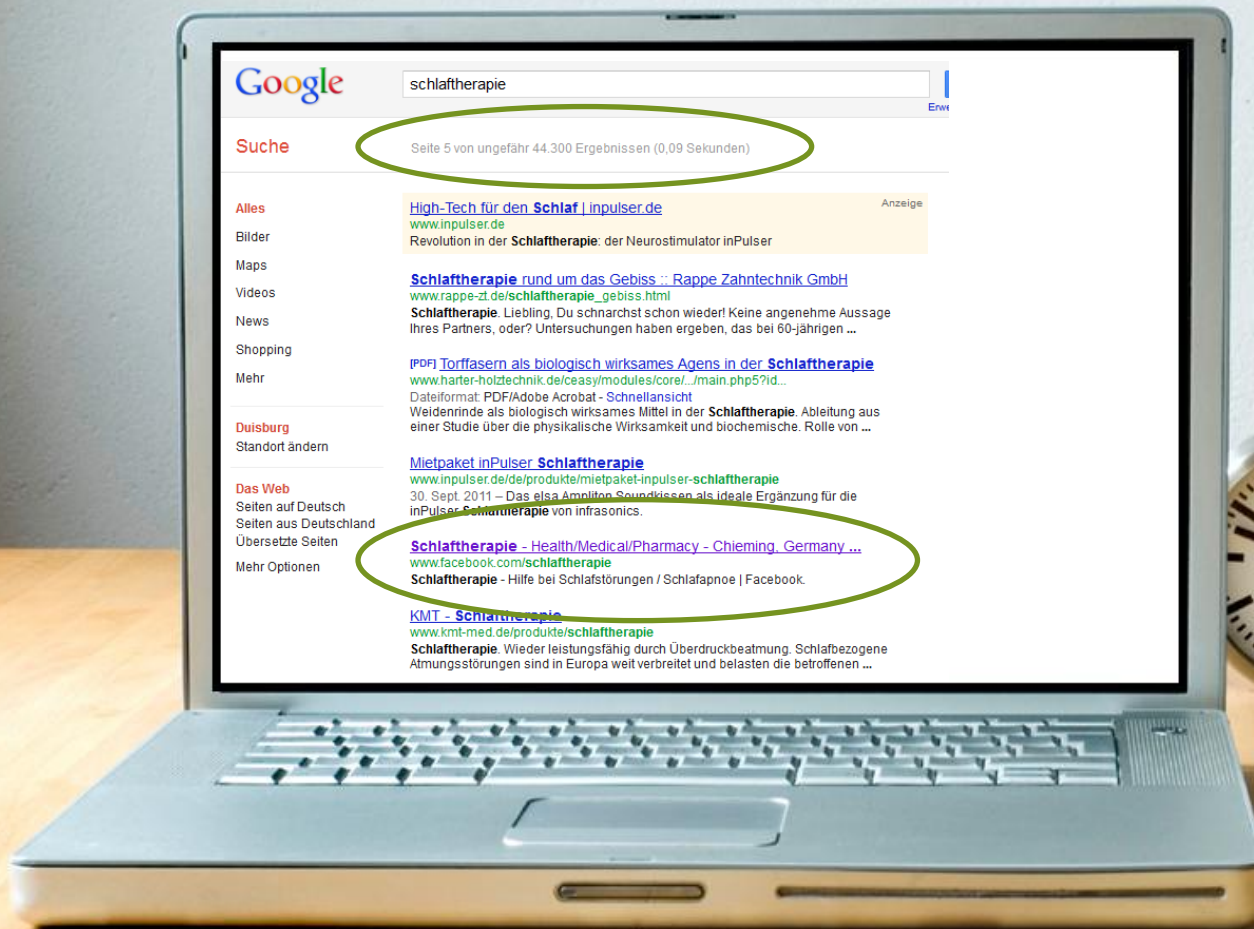 Google
schlaftherapie
Suche
Seite 5 von ungefähr 44.300 Ergebnissen (0,09 Sekunden)
Alles
Bilder
Maps
Videos
News
Shopping
Mehr
Duisburg
Standort ändern
Das Web
Seiten auf Deutsch
Seiten aus Deutschland
Übersetzte Seiten
Mehr Optionen
High-Tech für den Schlaf | inpulser.de
Anzeige
www.inpulser.de
Revolution in der Schlaftherapie: der Neurostimulator inPulser
Schlaftherapie rund um das Gebiss :: Rappe Zahntechnik GmbH
www.rappe-zt.de/schlaftherapie_gebiss.html
Schlaftherapie. Liebling, Du schnarchst schon wieder! Keine angenehme Aussage
Ihres Partners, oder? Untersuchungen haben ergeben, das bei 60-jährigen ...
[PDF] Torffasern als biologisch wirksames Agens in der Schlaftherapie
www.harter-holztechnik.de/ceasy/modules/core/.../main.php5?id...
Dateiformat: PDF/Adobe Acrobat - Schnellansicht
Weidenrinde als biologisch wirksames Mittel in der Schlaftherapie. Ableitung aus
einer Studie über die physikalische Wirksamkeit und biochemische. Rolle von ...
Mietpaket inPulser Schlaftherapie
www.inpulser.de/de/produkte/mietpaket-inpulser-schlaftherapie
30. Sept. 2011 – Das elsa Ampliton Soundkissen als ideale Ergänzung für die
inPulser Schlaftherapie von infrasonics.
Schlaftherapie - Health/Medical/Pharmacy - Chieming, Germany ...
www.facebook.com/schlaftherapie
Schlaftherapie - Hilfe bei Schlafstörungen / Schlafapnoe | Facebook.
KMT - Schlaftherapie
www.kmt-med.de/produkte/schlaftherapie
Schlaftherapie. Wieder leistungsfähig durch Überdruckbeatmung. Schlafbezogene
Atmungsstörungen sind in Europa weit verbreitet und belasten die betroffenen ...